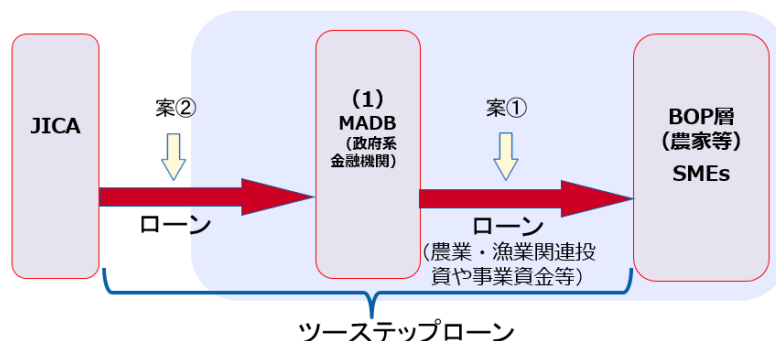 JICA
案②
ローン
(1)
MADB
(政府系
金融機関)
案①
ローン
(農業・漁業関連投
資や事業資金等)
BOP層
(農家等)
SMEs
ツーステップローン